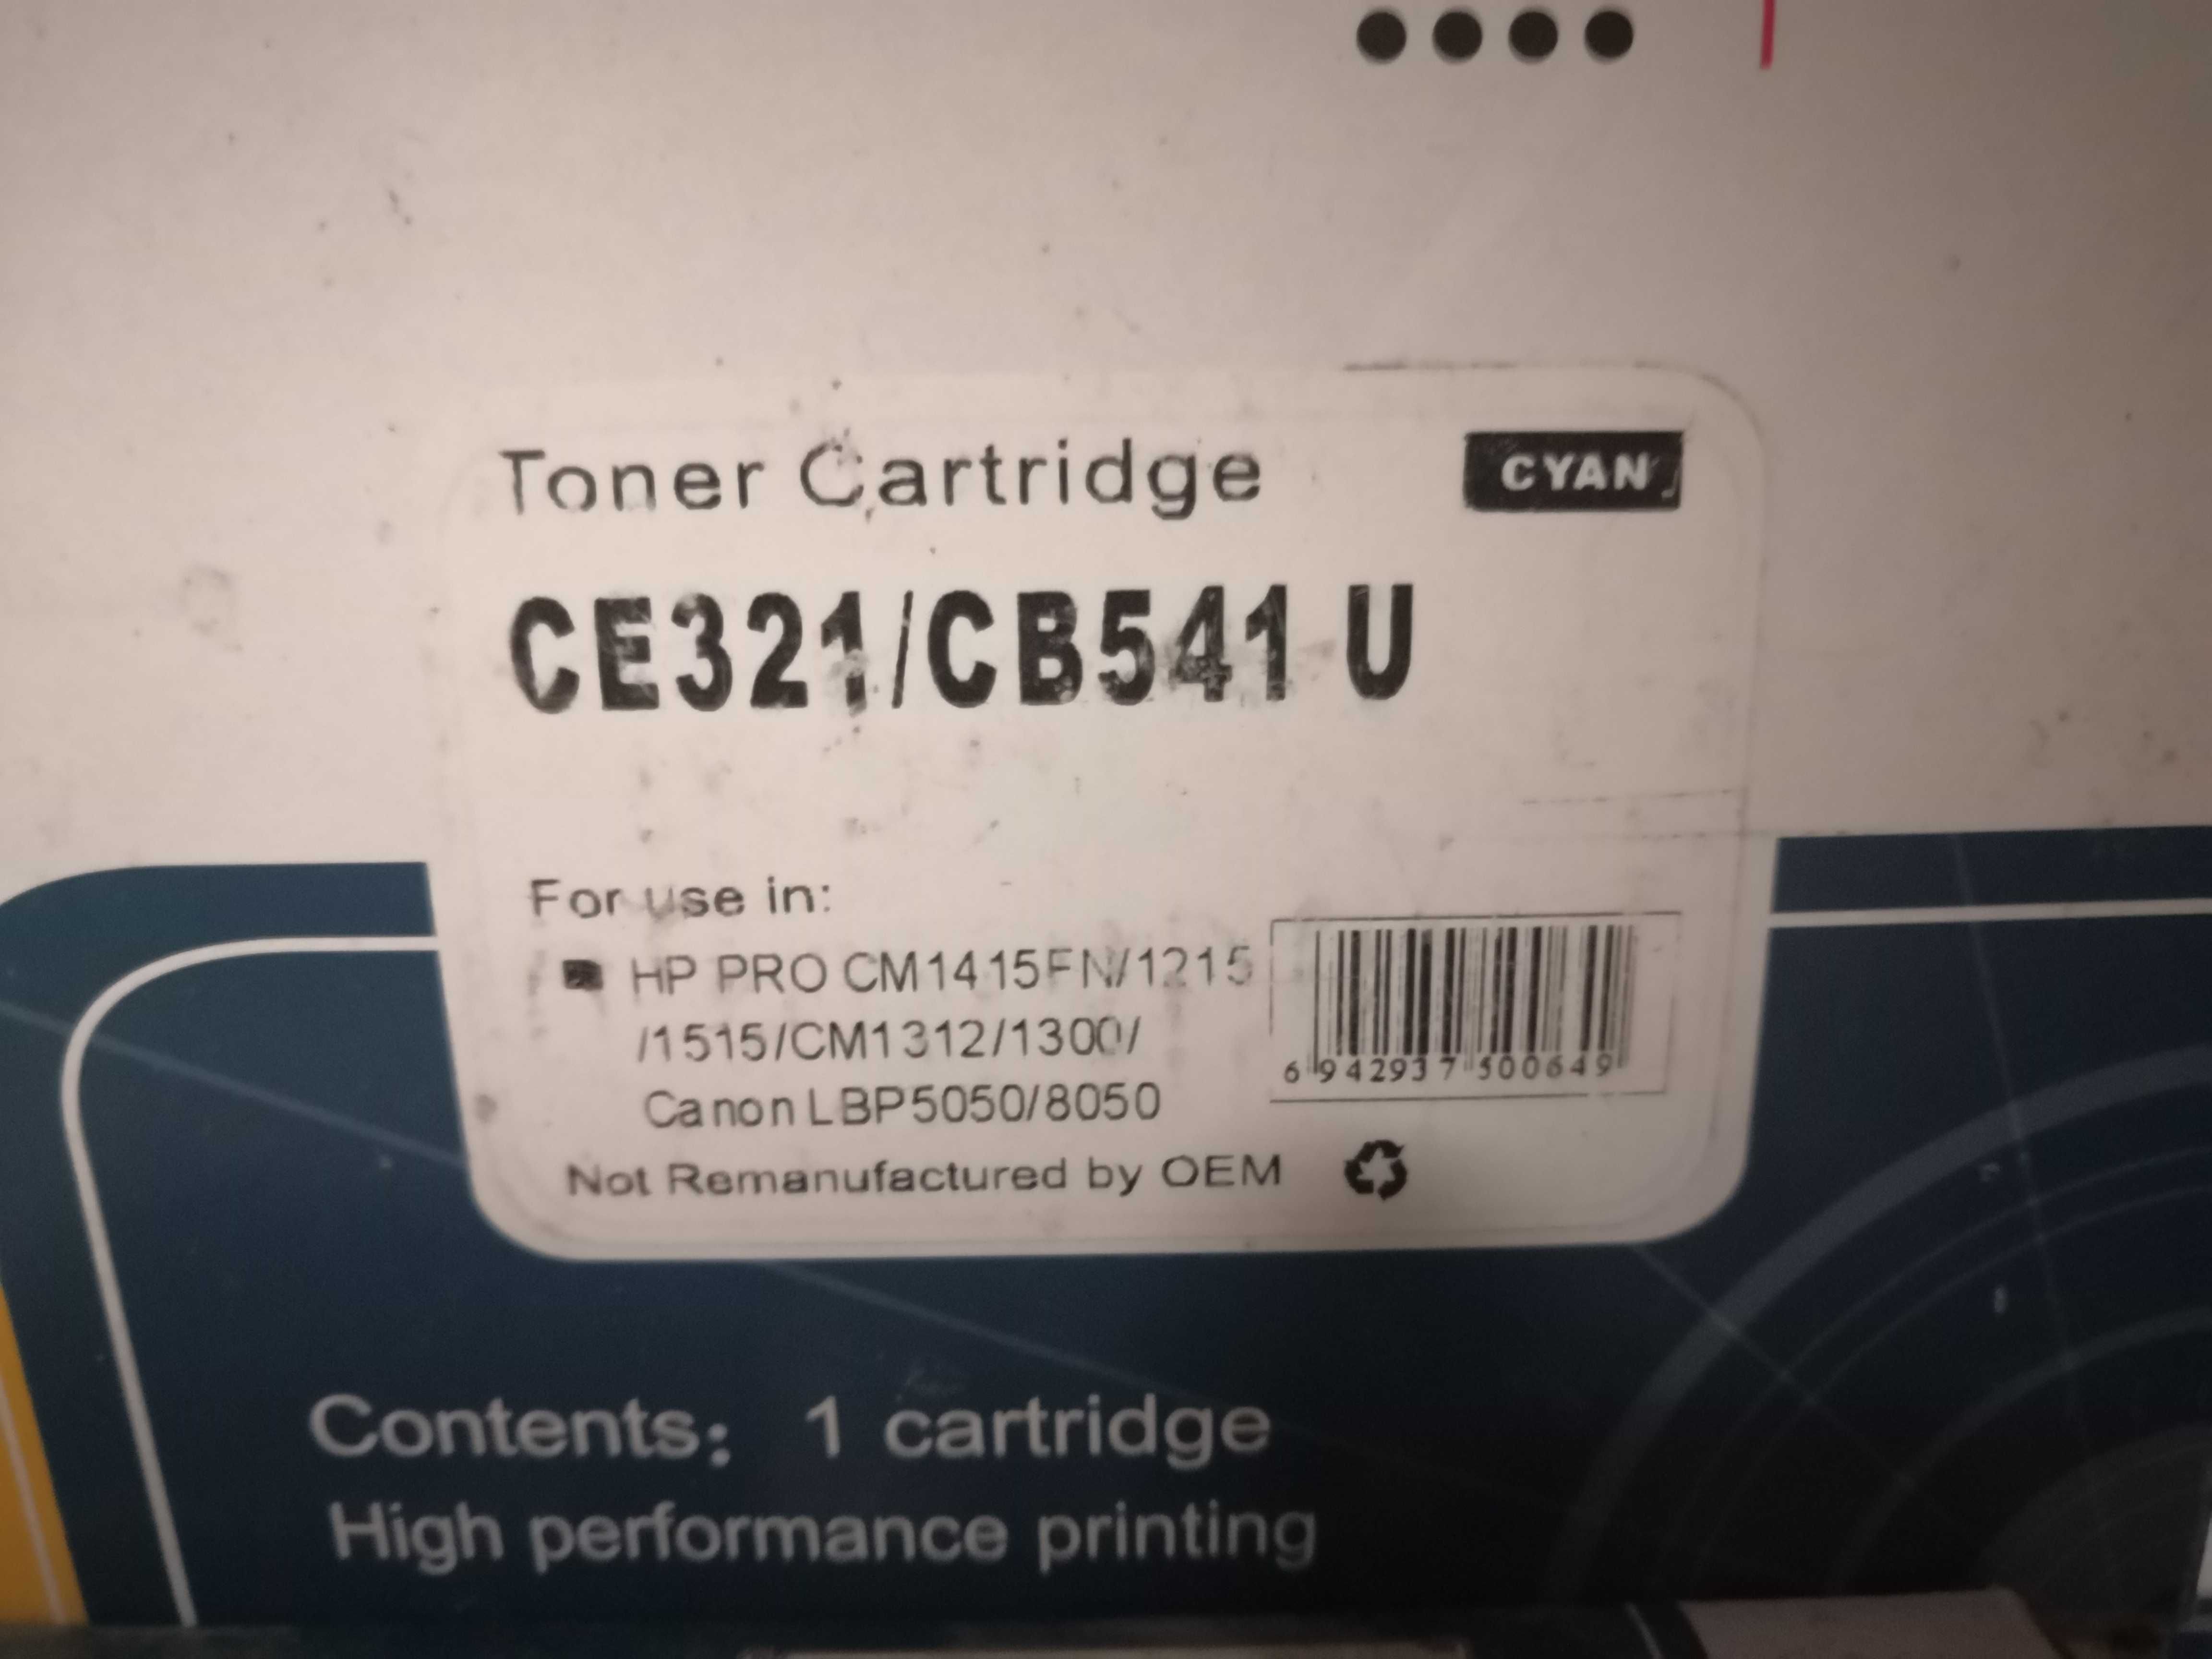 Toner Cartridge
CYAN
CE321/CB541 U
For use in:
HP PRO CM1415FN/1215
/1515/CM1312/1300/
Canon LBP5050/8050
6 942937 500649
Not Remanufactured by OEM
Contents: 1 cartridge
High performance printing